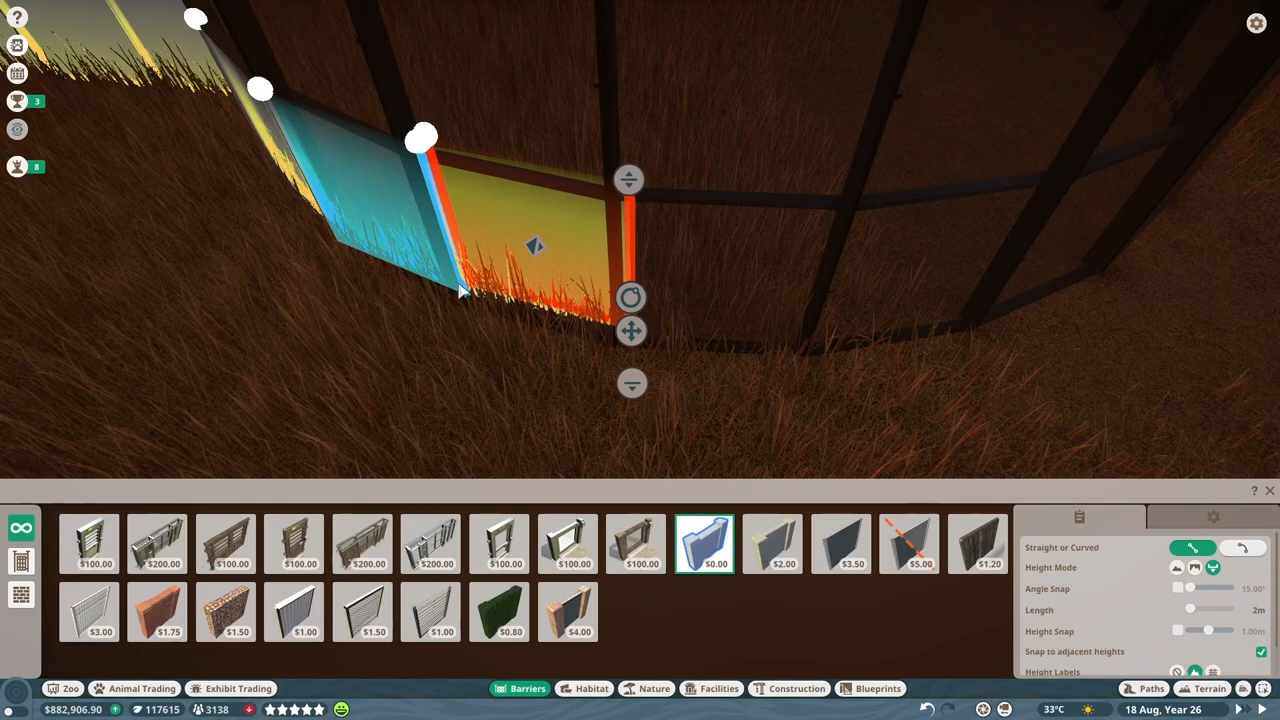 ?
3
8
?
$100.00 $200.00 $100.00 $100.00 $200.00 $200.00 $100.00 $100.00 $100.00 $0.00 $2.00 $3.50 $5.00 $1.20
$3.00 $1.75 $1.50 $1.00 $1.50 $1.00 $0.80 $4.00
Straight or Curved
Height Mode
Angle Snap 15.00°
Length 2m
Height Snap 1.00m
Snap to adjacent heights
Height Labels
Zoo Animal Trading Exhibit Trading Barriers Habitat Nature Facilities Construction Blueprints Paths Terrain
$882,906.90 117615 3138 33°C 18 Aug, Year 26